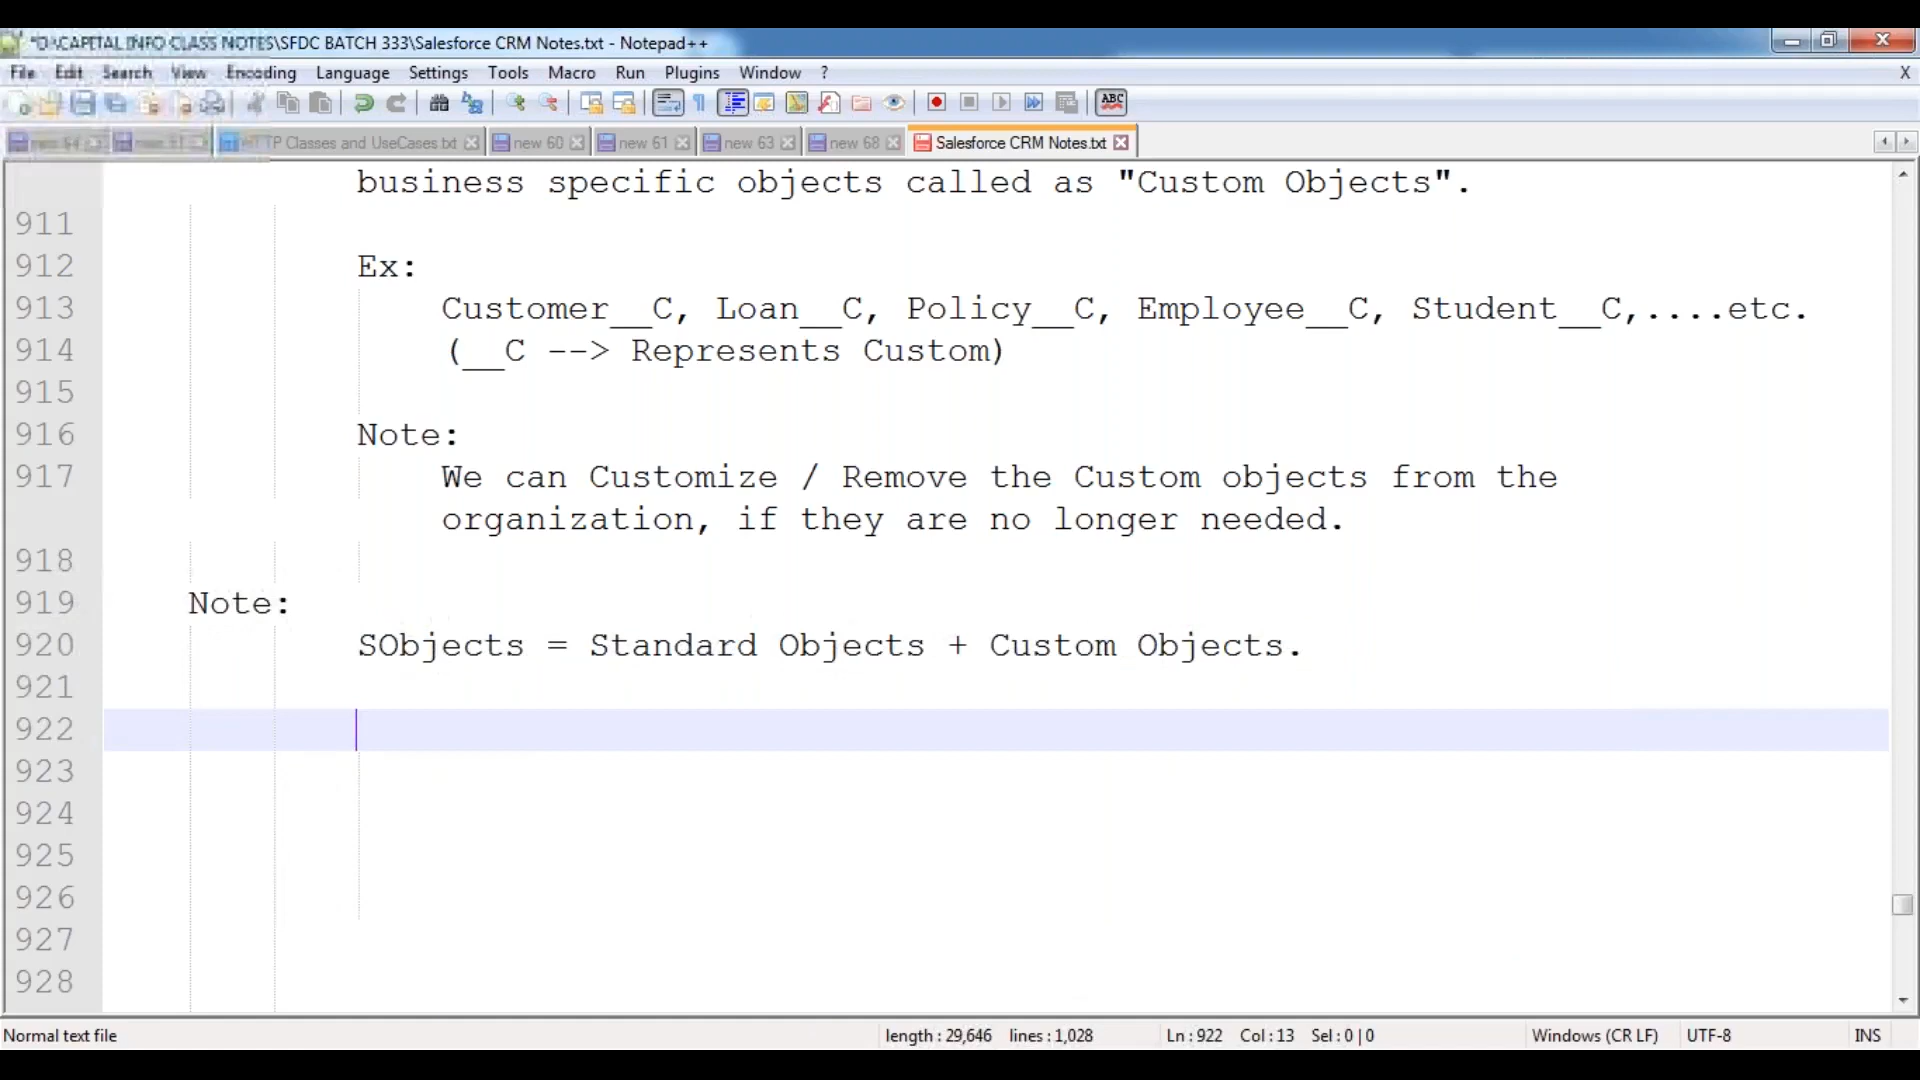 *D:\CAPITAL INFO CLASS NOTES\SFDC BATCH 333\Salesforce CRM Notes.txt - Notepad++
File Edit Search View Encoding Language Settings Tools Macro Run Plugins Window ? X
TP Classes and UseCases.txt new 60 new 61 new 63 new 68 Salesforce CRM Notes.txt
business specific objects called as "Custom Objects".
911
912 Ex:
913 Customer__C, Loan__C, Policy__C, Employee__C, Student__C,....etc.
914 (__C --> Represents Custom)
915
916 Note:
917 We can Customize / Remove the Custom objects from the
organization, if they are no longer needed.
918
919 Note:
920 SObjects = Standard Objects + Custom Objects.
921
922
923
924
925
926
927
928
Normal text file length : 29,646 lines : 1,028 Ln : 922 Col : 13 Sel : 0 | 0 Windows (CR LF) UTF-8 INS